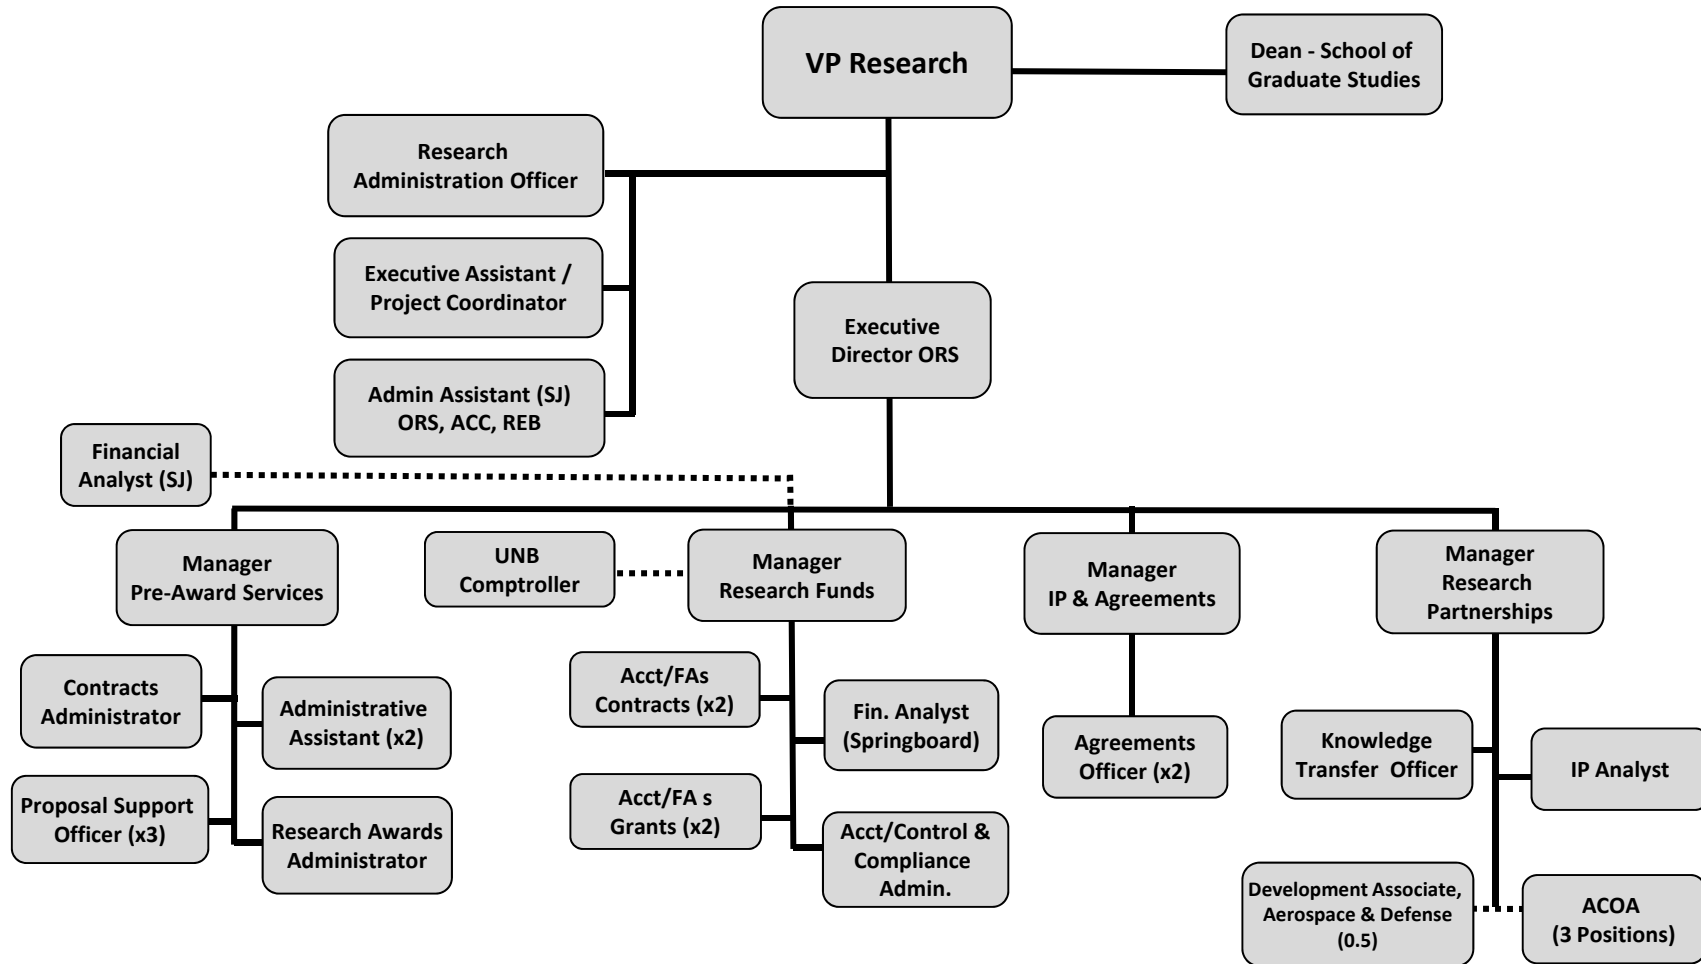 VP Research
Dean - School of
Graduate Studies
Research
Administration Officer
Executive Assistant /
Project Coordinator
Executive
Director ORS
Admin Assistant (SJ)
ORS, ACC, REB
Financial
Analyst (SJ)
Manager
Pre-Award Services
UNB
Comptroller
Manager
Research Funds
Manager
IP & Agreements
Manager
Research
Partnerships
Contracts
Administrator
Administrative
Assistant (x2)
Proposal Support
Officer (x3)
Research Awards
Administrator
Acct/FAs
Contracts (x2)
Fin. Analyst
(Springboard)
Acct/FA s
Grants (x2)
Acct/Control &
Compliance
Admin.
Agreements
Officer (x2)
Knowledge
Transfer Officer
IP Analyst
Development Associate,
Aerospace & Defense
(0.5)
ACOA
(3 Positions)